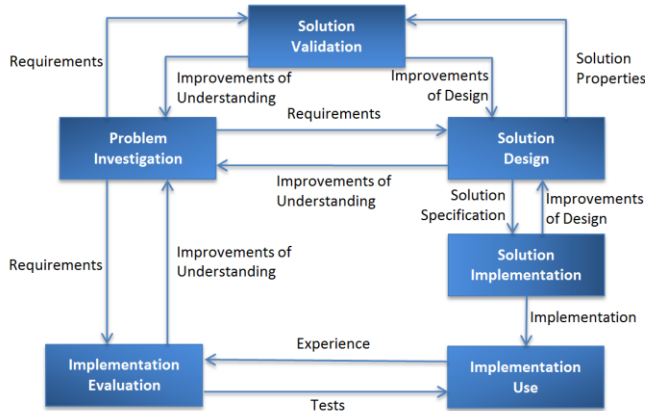 Solution
Validation
Requirements
Improvements of
Understanding
Improvements
of Design
Solution
Properties
Problem
Investigation
Requirements
Solution
Design
Improvements of
Understanding
Solution
Specification
Improvements
of Design
Requirements
Improvements of
Understanding
Solution
Implementation
Implementation
Implementation
Evaluation
Experience
Implementation
Use
Tests